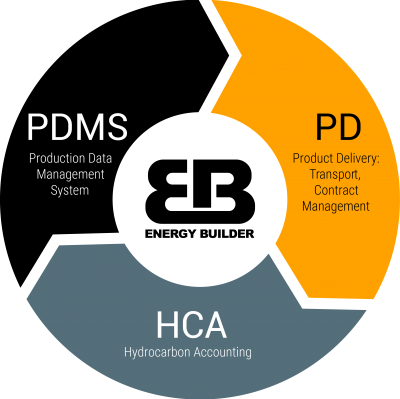 PDMS
Production Data
Management
System
PD
Product Delivery:
Transport,
Contract
Management
EB
ENERGY BUILDER
HCA
Hydrocarbon Accounting